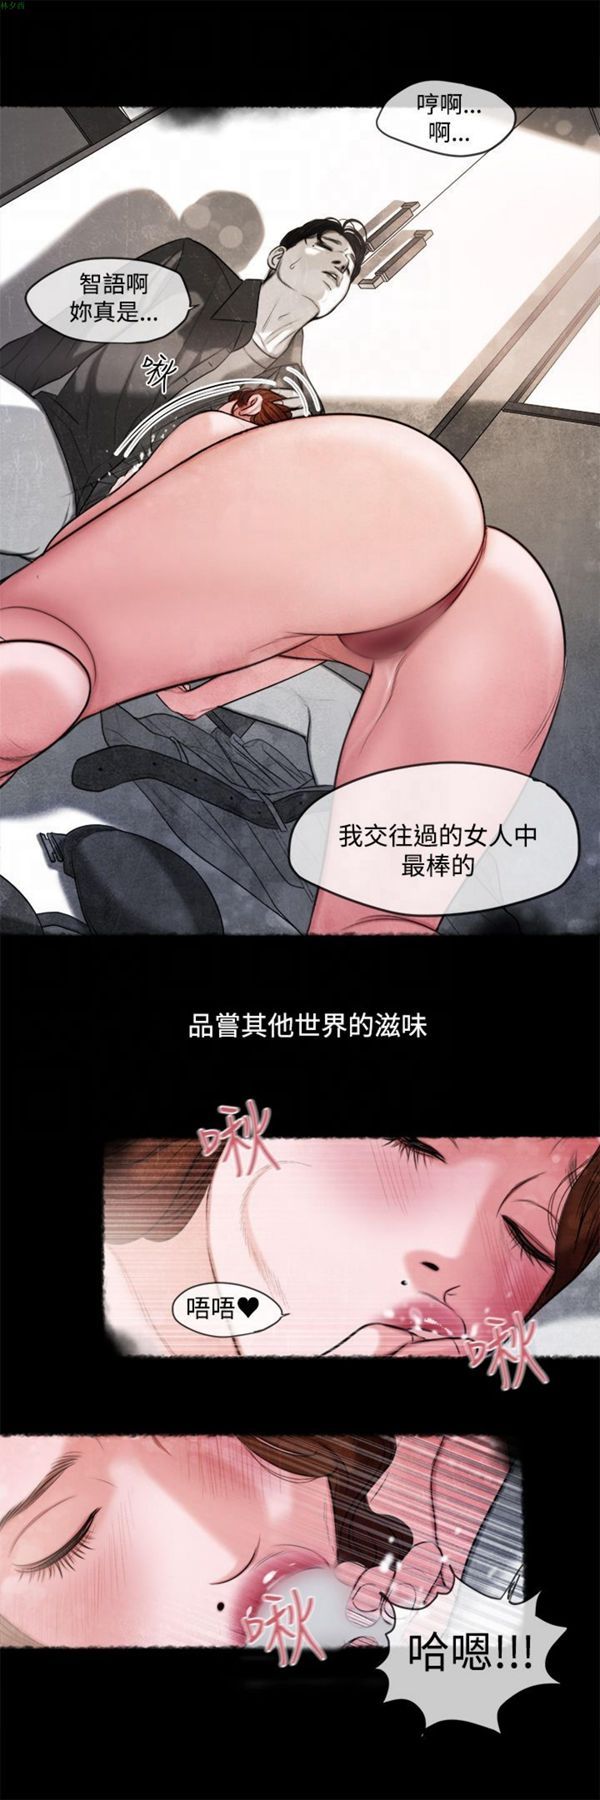 林夕西
哼啊...
啊...
智語啊
妳真是...
啾
我交往過的女人中
最棒的
品嘗其他世界的滋味
啾
唔唔♥
啾
啾
哈嗯!!!